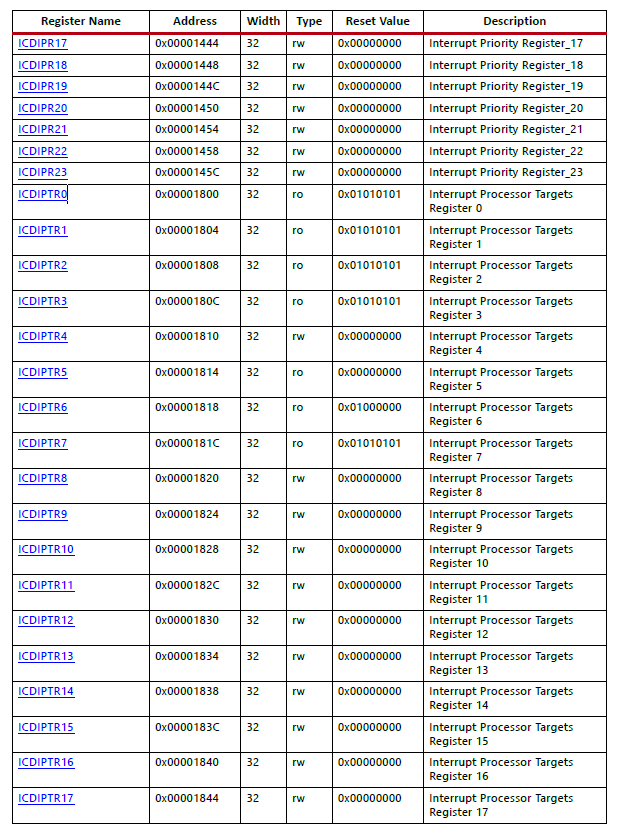 Register Name Address Width Type Reset Value Description
ICDIPR17 0x00001444 32 rw 0x00000000 Interrupt Priority Register_17
ICDIPR18 0x00001448 32 rw 0x00000000 Interrupt Priority Register_18
ICDIPR19 0x0000144C 32 rw 0x00000000 Interrupt Priority Register_19
ICDIPR20 0x00001450 32 rw 0x00000000 Interrupt Priority Register_20
ICDIPR21 0x00001454 32 rw 0x00000000 Interrupt Priority Register_21
ICDIPR22 0x00001458 32 rw 0x00000000 Interrupt Priority Register_22
ICDIPR23 0x0000145C 32 rw 0x00000000 Interrupt Priority Register_23
ICDIPTR0 0x00001800 32 ro 0x01010101 Interrupt Processor Targets
Register 0
ICDIPTR1 0x00001804 32 ro 0x01010101 Interrupt Processor Targets
Register 1
ICDIPTR2 0x00001808 32 ro 0x01010101 Interrupt Processor Targets
Register 2
ICDIPTR3 0x0000180C 32 ro 0x01010101 Interrupt Processor Targets
Register 3
ICDIPTR4 0x00001810 32 rw 0x00000000 Interrupt Processor Targets
Register 4
ICDIPTR5 0x00001814 32 ro 0x00000000 Interrupt Processor Targets
Register 5
ICDIPTR6 0x00001818 32 ro 0x01000000 Interrupt Processor Targets
Register 6
ICDIPTR7 0x0000181C 32 ro 0x01010101 Interrupt Processor Targets
Register 7
ICDIPTR8 0x00001820 32 rw 0x00000000 Interrupt Processor Targets
Register 8
ICDIPTR9 0x00001824 32 rw 0x00000000 Interrupt Processor Targets
Register 9
ICDIPTR10 0x00001828 32 rw 0x00000000 Interrupt Processor Targets
Register 10
ICDIPTR11 0x0000182C 32 rw 0x00000000 Interrupt Processor Targets
Register 11
ICDIPTR12 0x00001830 32 rw 0x00000000 Interrupt Processor Targets
Register 12
ICDIPTR13 0x00001834 32 rw 0x00000000 Interrupt Processor Targets
Register 13
ICDIPTR14 0x00001838 32 rw 0x00000000 Interrupt Processor Targets
Register 14
ICDIPTR15 0x0000183C 32 rw 0x00000000 Interrupt Processor Targets
Register 15
ICDIPTR16 0x00001840 32 rw 0x00000000 Interrupt Processor Targets
Register 16
ICDIPTR17 0x00001844 32 rw 0x00000000 Interrupt Processor Targets
Register 17